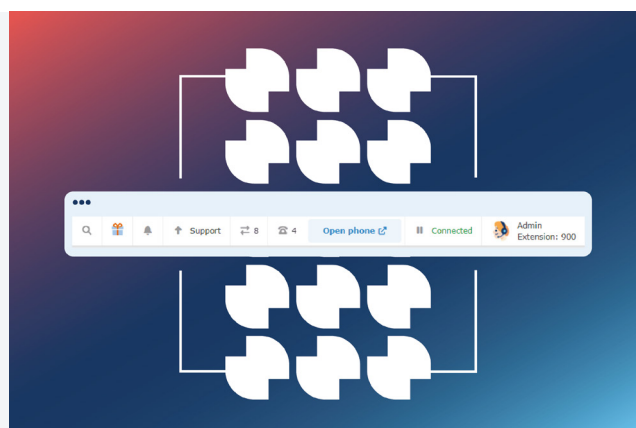 Support
8
4
Open phone
Connected
Admin
Extension: 900